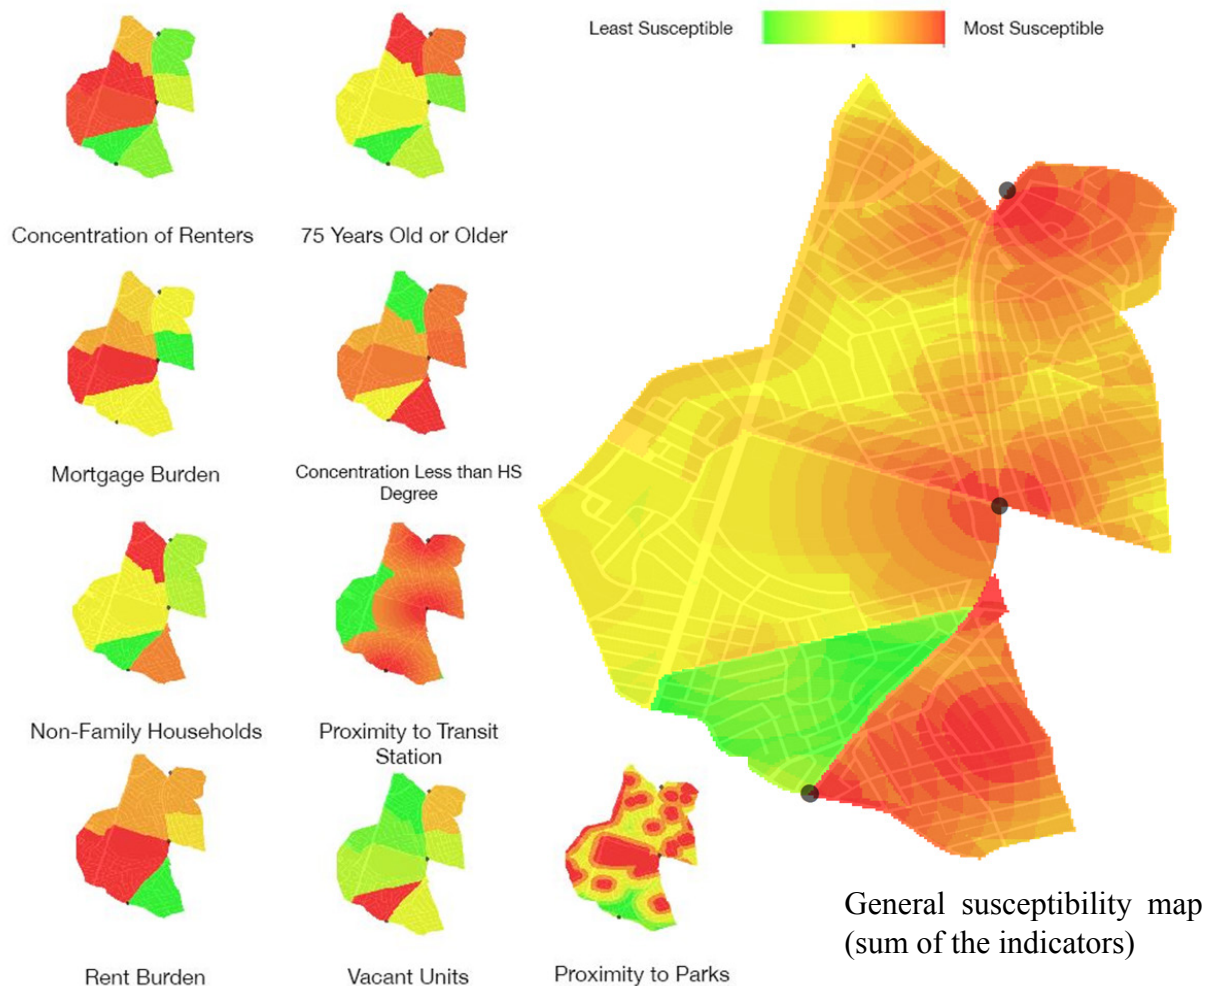 Least Susceptible
Most Susceptible
Concentration of Renters
75 Years Old or Older
Mortgage Burden
Concentration Less than HS
Degree
Non-Family Households
Proximity to Transit
Station
Rent Burden
Vacant Units
Proximity to Parks
General susceptibility map
(sum of the indicators)